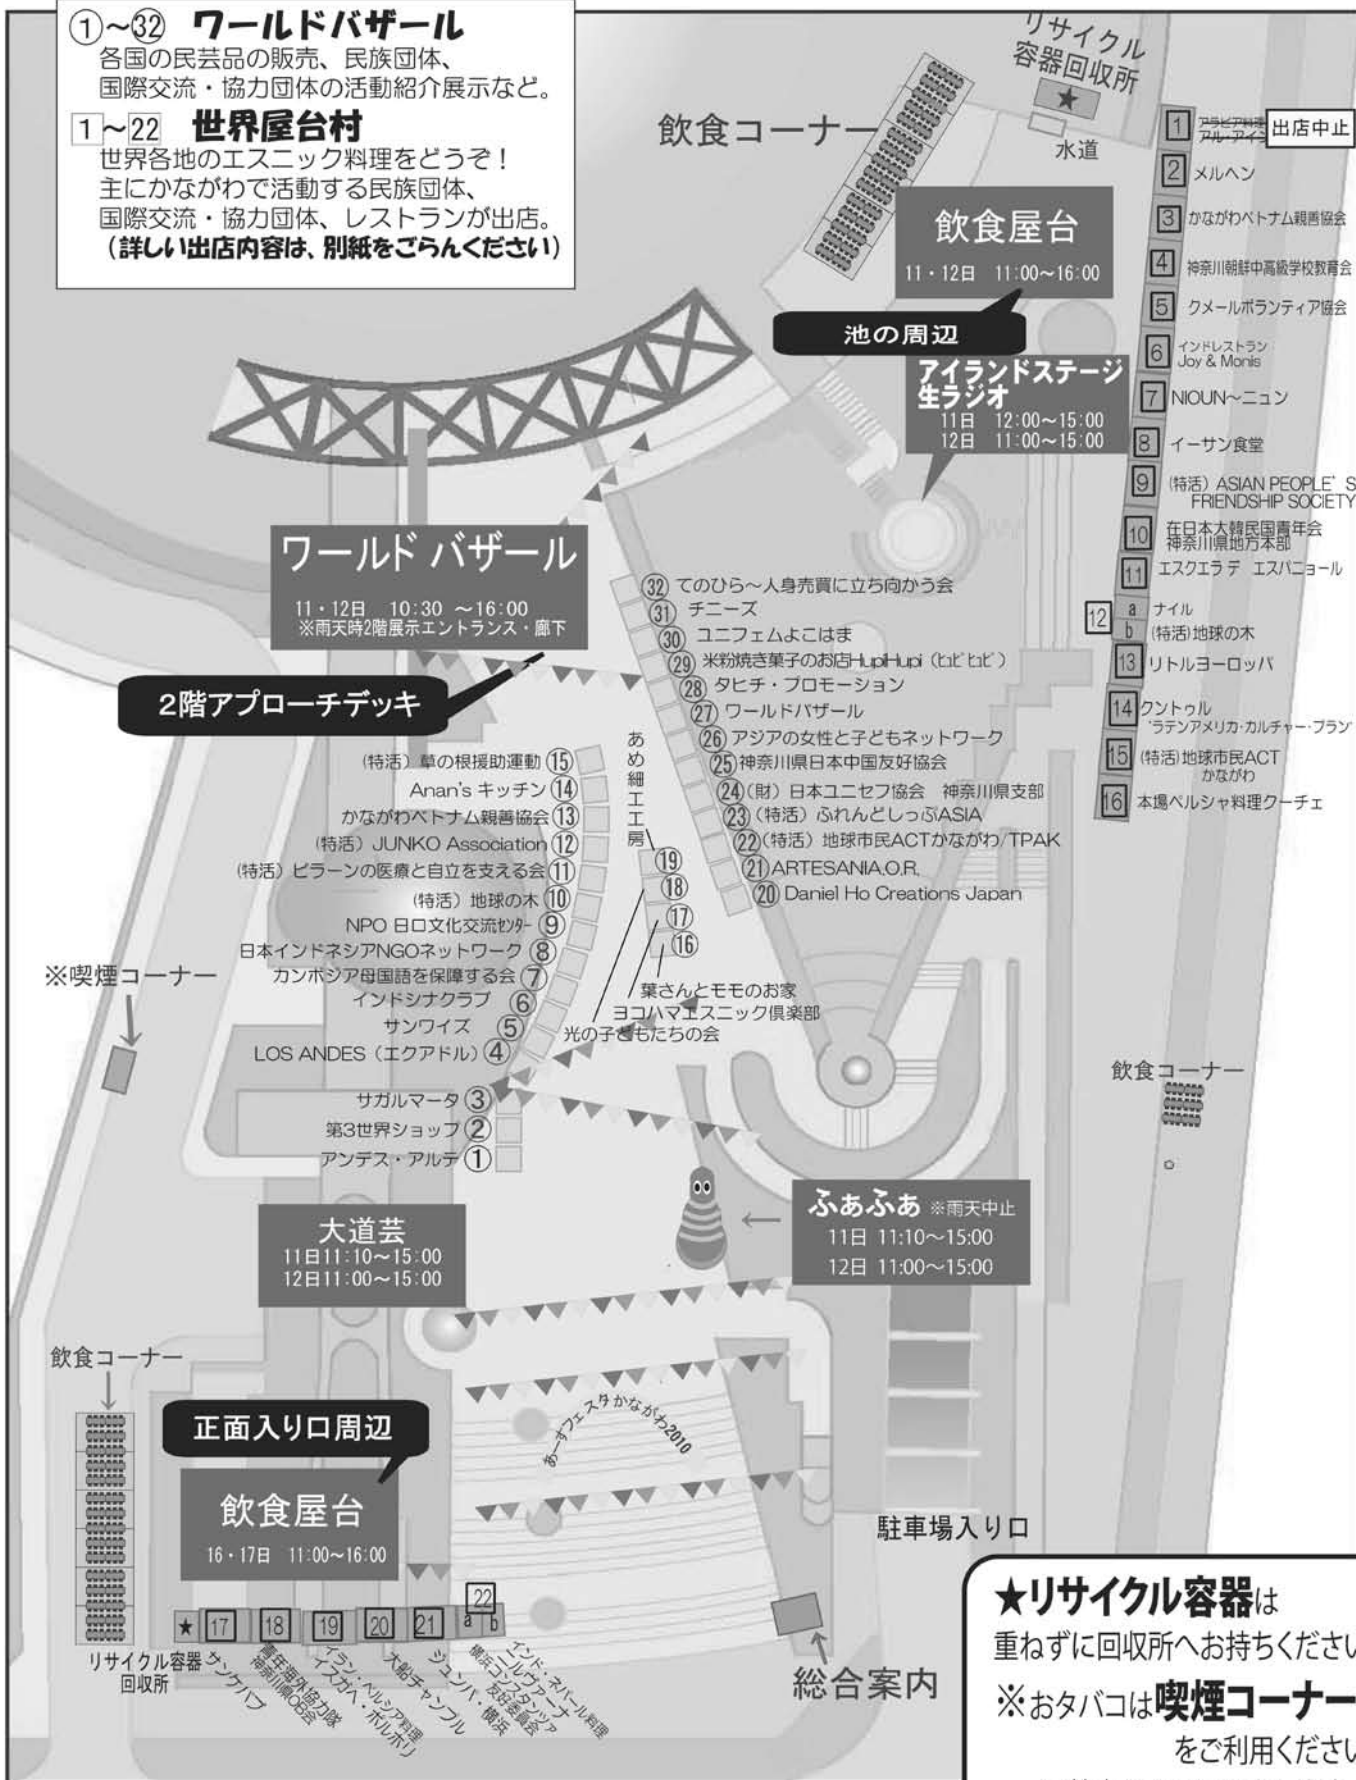 ①～㉜ ワールドバザール
各国の民芸品の販売、民族団体、
国際交流・協力団体の活動紹介展示など。
1～22 世界屋台村
世界各地のエスニック料理をどうぞ！
主にかながわで活動する民族団体、
国際交流・協力団体、レストランが出店。
（詳しい出店内容は、別紙をごらんください）
リサイクル
容器回収所
★
水道
飲食コーナー
飲食屋台
11・12日 11:00～16:00
池の周辺
アイランドステージ
生ラジオ
11日 12:00～15:00
12日 11:00～15:00
1 アラビア料理
アル・アイン
出店中止
2 メルヘン
3 かながわベトナム親善協会
4 神奈川朝鮮中高級学校教育会
5 クメールボランティア協会
6 インドレストラン
Joy & Monis
7 NIOUN～ニュン
8 イーサン食堂
9 (特活) ASIAN PEOPLE'S
FRIENDSHIP SOCIETY
10 在日本大韓民国青年会
神奈川県地方本部
11 エスクエラ デ エスパニョール
12 a ナイル
b (特活)地球の木
13 リトルヨーロッパ
14 クントゥル
"ラテンアメリカ・カルチャー・プラン
15 (特活)地球市民ACT
かながわ
16 本場ペルシャ料理クーチェ
ワールド バザール
11・12日 10:30 ～16:00
※雨天時2階展示エントランス・廊下
2階アプローチデッキ
㉜ てのひら～人身売買に立ち向かう会
㉛ チニーズ
㉚ ユニフェムよこはま
㉙ 米粉焼き菓子のお店HupiHupi（ヒピヒピ）
㉘ タヒチ・プロモーション
㉗ ワールドバザール
㉖ アジアの女性と子どもネットワーク
㉕ 神奈川県日本中国友好協会
㉔ (財) 日本ユニセフ協会 神奈川県支部
㉓ (特活) ふれんどしっぷASIA
㉒ (特活) 地球市民ACTかながわ/TPAK
㉑ ARTESANIA.O.R.
⑳ Daniel Ho Creations Japan
(特活) 草の根援助運動 ⑮
Anan's キッチン ⑭
かながわベトナム親善協会 ⑬
(特活) JUNKO Association ⑫
(特活) ピラーンの医療と自立を支える会 ⑪
(特活) 地球の木 ⑩
NPO 日ロ文化交流センター ⑨
日本インドネシアNGOネットワーク ⑧
カンボジア母国語を保障する会 ⑦
インドシナクラブ ⑥
サンワイズ ⑤
LOS ANDES（エクアドル）④
サガルマータ ③
第3世界ショップ ②
アンデス・アルテ ①
あめ細工工房
⑲
⑱
⑰
⑯
葉さんとモモのお家
ヨコハマエスニック倶楽部
光の子どもたちの会
※喫煙コーナー
飲食コーナー
大道芸
11日11:10～15:00
12日11:00～15:00
ふあふあ ※雨天中止
11日 11:10～15:00
12日 11:00～15:00
飲食コーナー
正面入り口周辺
飲食屋台
16・17日 11:00～16:00
あーすフェスタかながわ2010
駐車場入り口
★ 17 18 19 20 21 22 a b
リサイクル容器
回収所
サンケバブ
青年海外協力隊
神奈川県OB会
イラン・ペルシア料理
イスガヘ・ボルボリ
大船チャンプル
ジュンバ・横浜
横浜コンスタンツァ
友好委員会
インド・ネパール料理
ニルヴァーナ
総合案内
★リサイクル容器は
重ねずに回収所へお持ちください
※おタバコは喫煙コーナー
をご利用ください